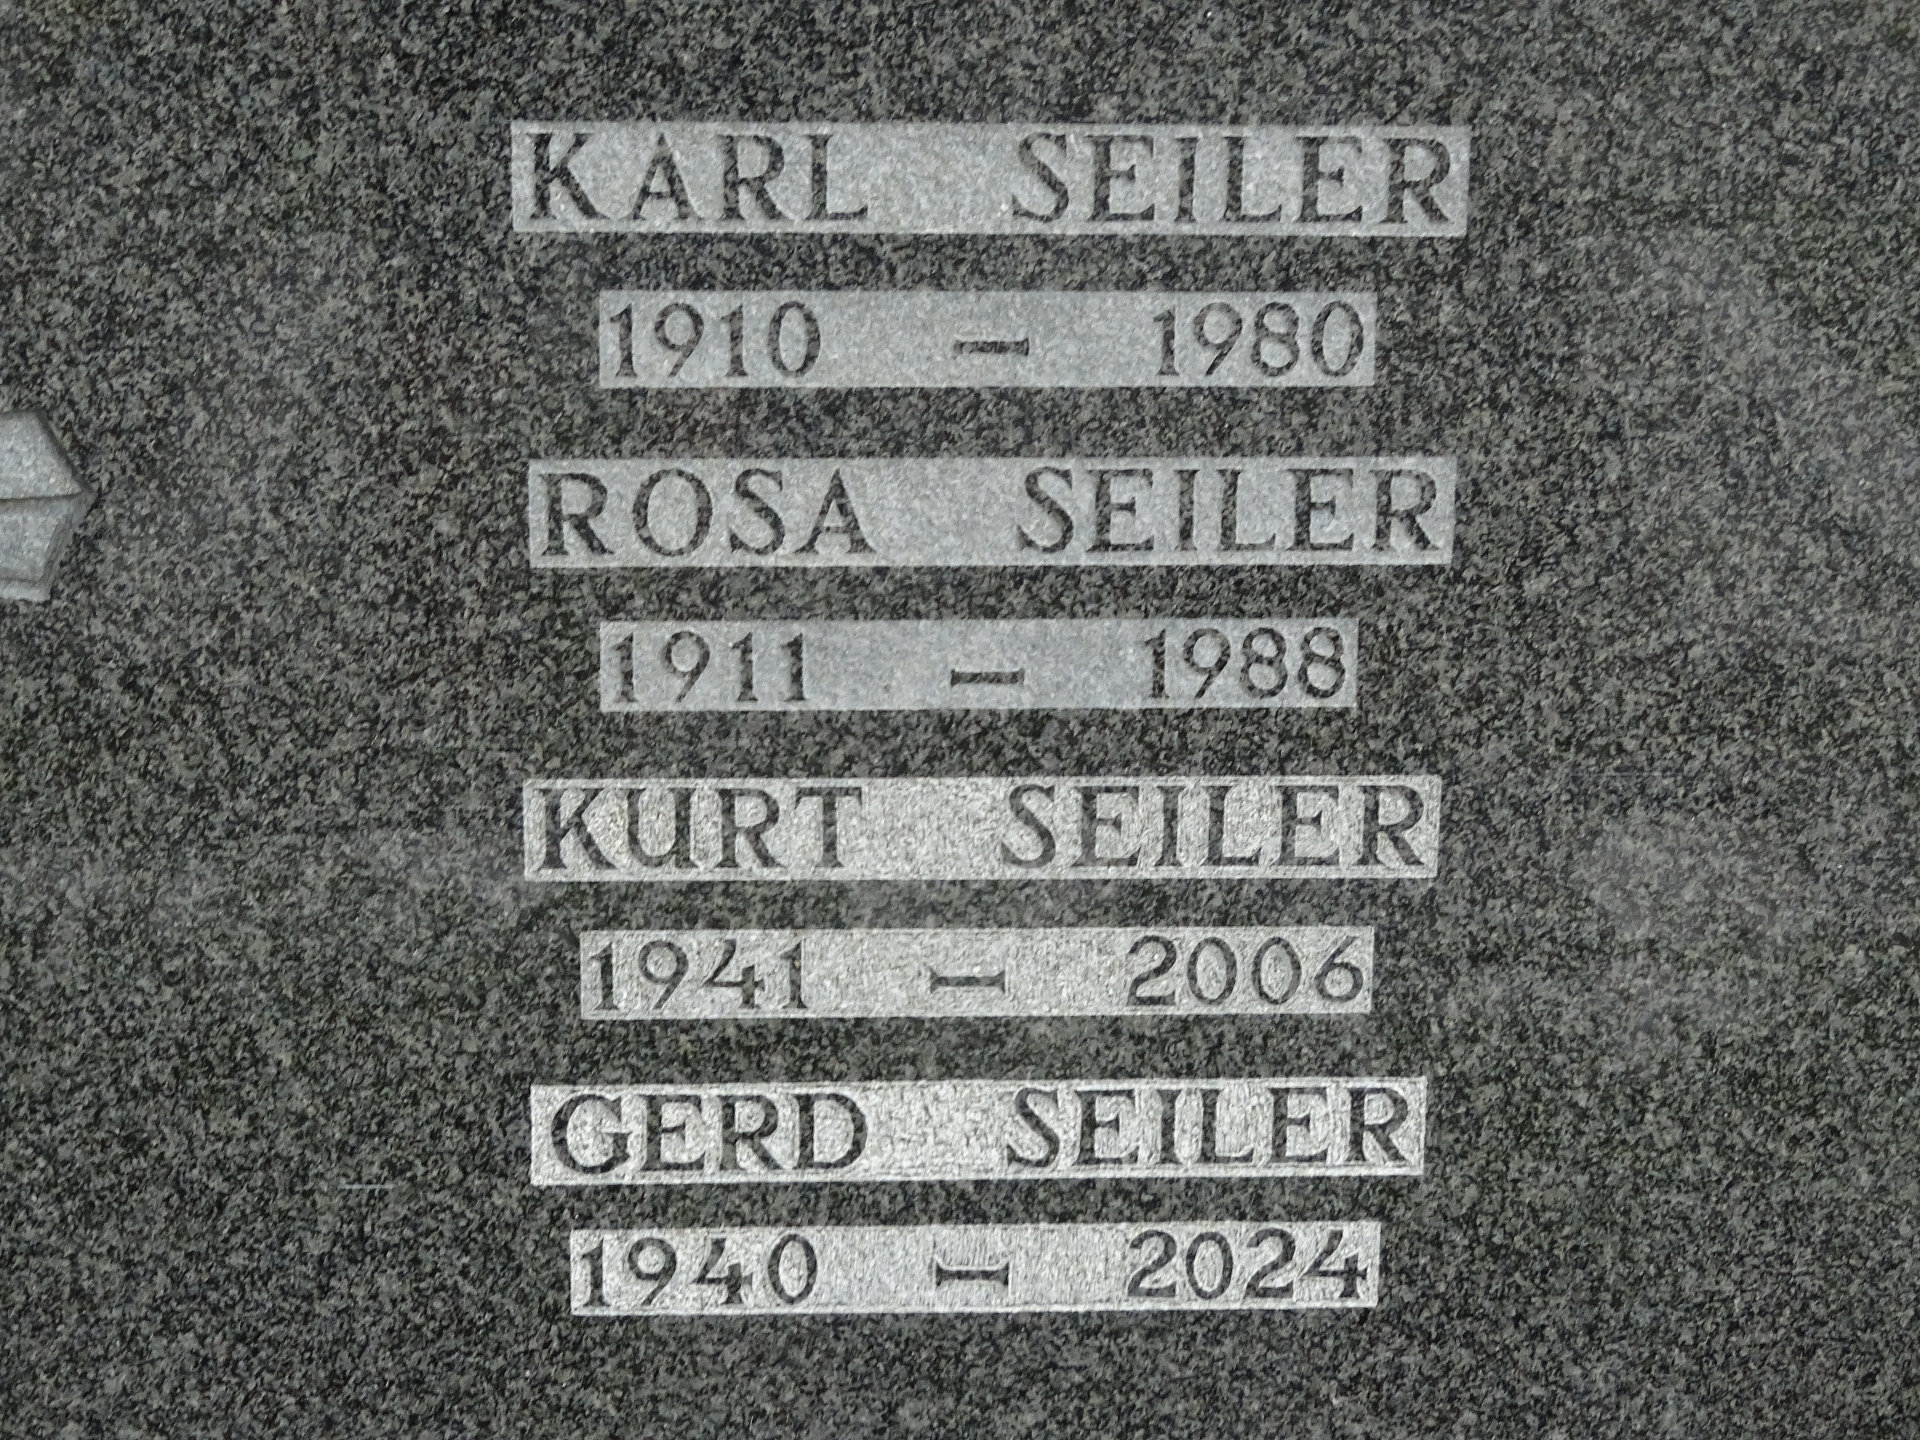 KARL SEILER
1910 – 1980
ROSA SEILER
1911 – 1988
KURT SEILER
1941 – 2006
GERD SEILER
1940 – 2024